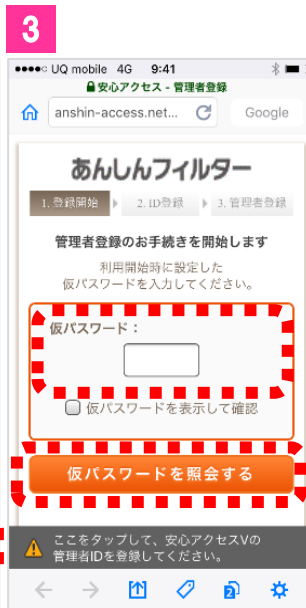 3
UQ mobile 4G 9:41
安心アクセス - 管理者登録
anshin-access.net... Google
あんしんフィルター
1. 登録開始 2. ID登録 3. 管理者登録
管理者登録のお手続きを開始します
利用開始時に設定した
仮パスワードを入力してください。
仮パスワード：
仮パスワードを表示して確認
仮パスワードを照会する
ここをタップして、安心アクセスVの
管理者IDを登録してください。
2